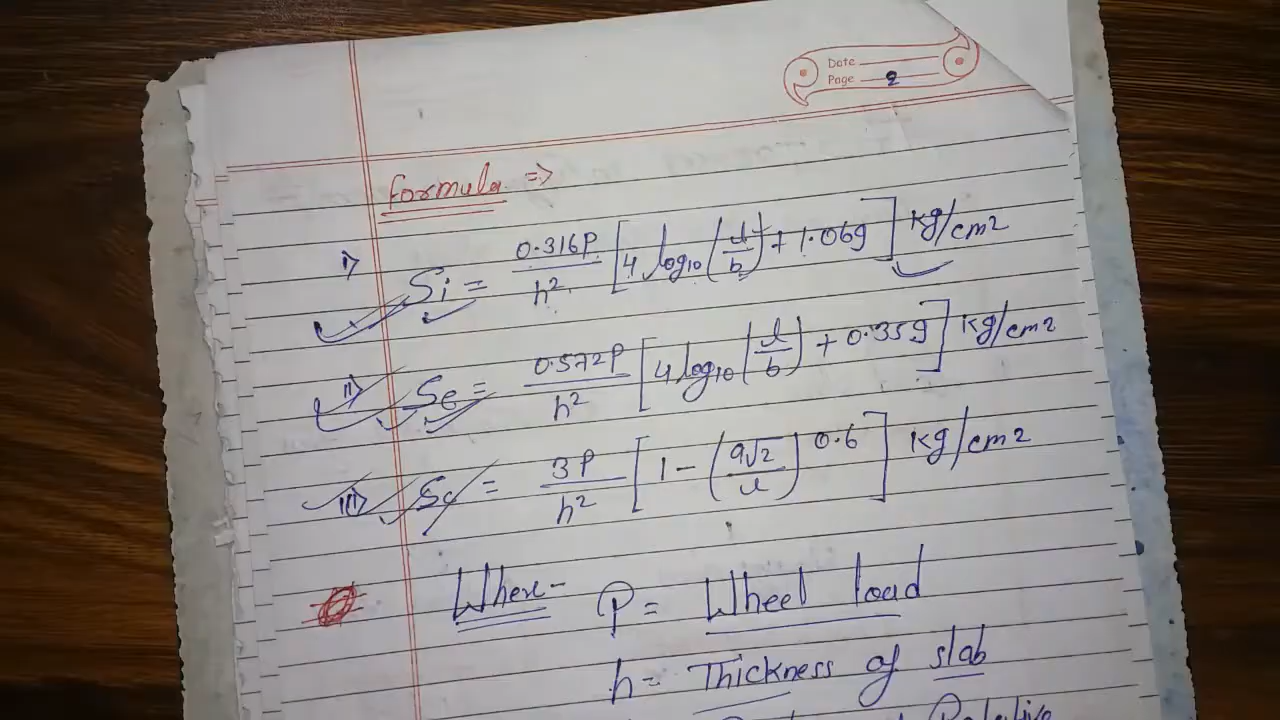 Date
Page 2
Formula ⇒
i) Si = 0.316P/h² [4 log10 (l/b) + 1.069] kg/cm2
ii) Se = 0.572P/h² [4 log10 (l/b) + 0.359] kg/cm2
iii) Sc = 3P/h² [1 - (a√2/l)^0.6] kg/cm2
Where- P = Wheel load
h = Thickness of slab
Relative